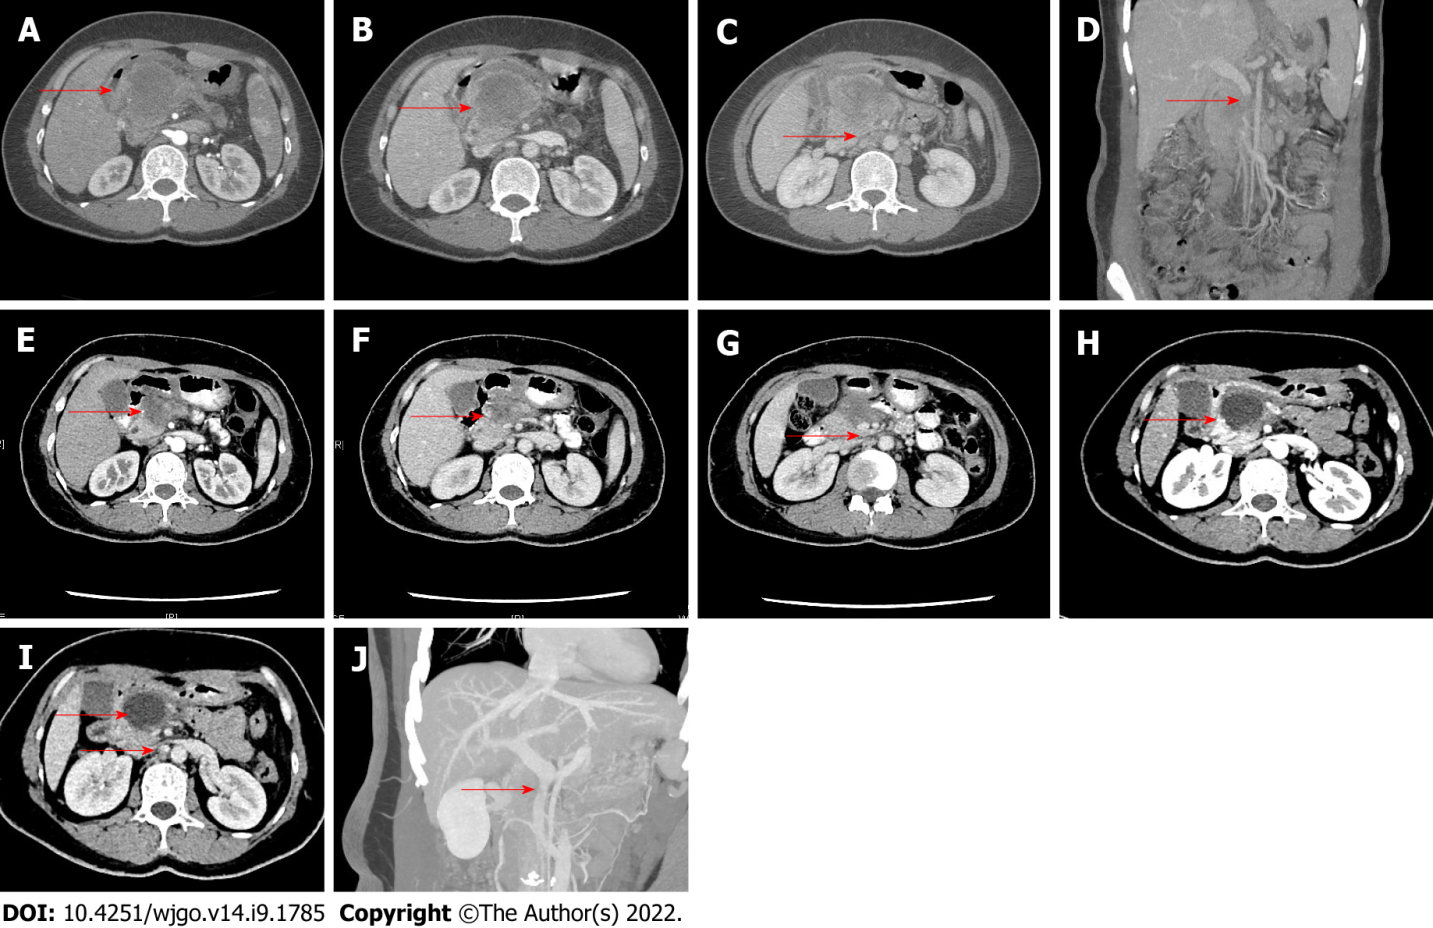 A B C D
E F G H
R]
[R]
[P]
[P]
I J
DOI: 10.4251/wjgo.v14.i9.1785 Copyright ©The Author(s) 2022.